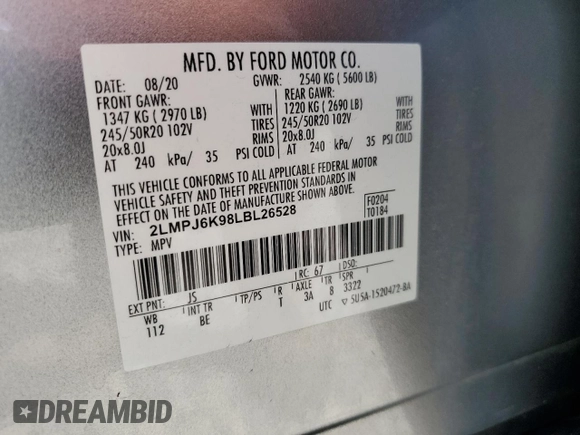 MFD. BY FORD MOTOR CO.
DATE: 08/20 GVWR: 2540 KG ( 5600 LB)
FRONT GAWR: REAR GAWR:
1347 KG ( 2970 LB) WITH 1220 KG ( 2690 LB) WITH
245/50R20 102V TIRES 245/50R20 102V TIRES
20x8.0J RIMS 20x8.0J RIMS
AT 240 kPa/ 35 PSI COLD AT 240 kPa/ 35 PSI COLD
THIS VEHICLE CONFORMS TO ALL APPLICABLE FEDERAL MOTOR
VEHICLE SAFETY AND THEFT PREVENTION STANDARDS IN
EFFECT ON THE DATE OF MANUFACTURE SHOWN ABOVE.
VIN: 2LMPJ6K98LBL26528 F0204
TYPE: MPV T0184
EXT PNT: JS RC: 67 DSO:
WB INT TR TP/PS R AXLE TR SPR
112 BE T 3A 8 3322
UTC ▽ 5U5A-1520472-BA
DREAMBID